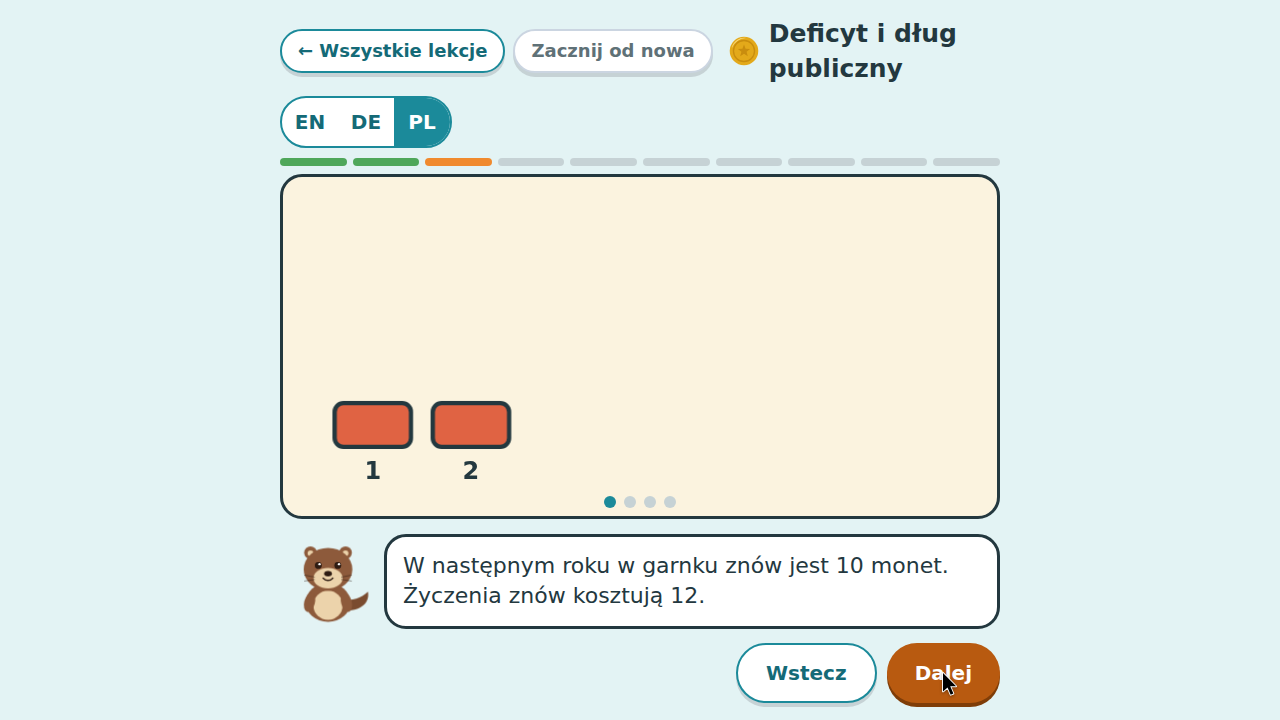 ← Wszystkie lekcje
Zacznij od nowa
Deficyt i dług
publiczny
EN DE PL
1 2
W następnym roku w garnku znów jest 10 monet.
Życzenia znów kosztują 12.
Wstecz
Dalej